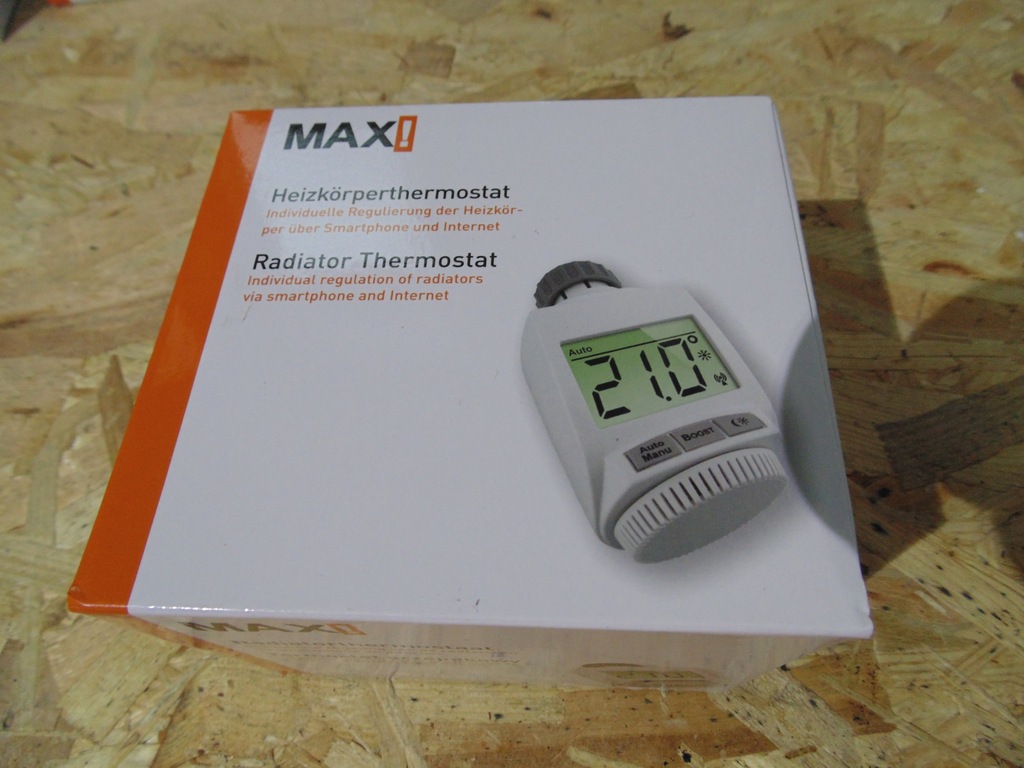 MAX!
Heizkörperthermostat
Individuelle Regulierung der Heizkör-
per über Smartphone und Internet
Radiator Thermostat
Individual regulation of radiators
via smartphone and Internet
Auto
21.0°
Auto
Manu
BOOST
MAX!